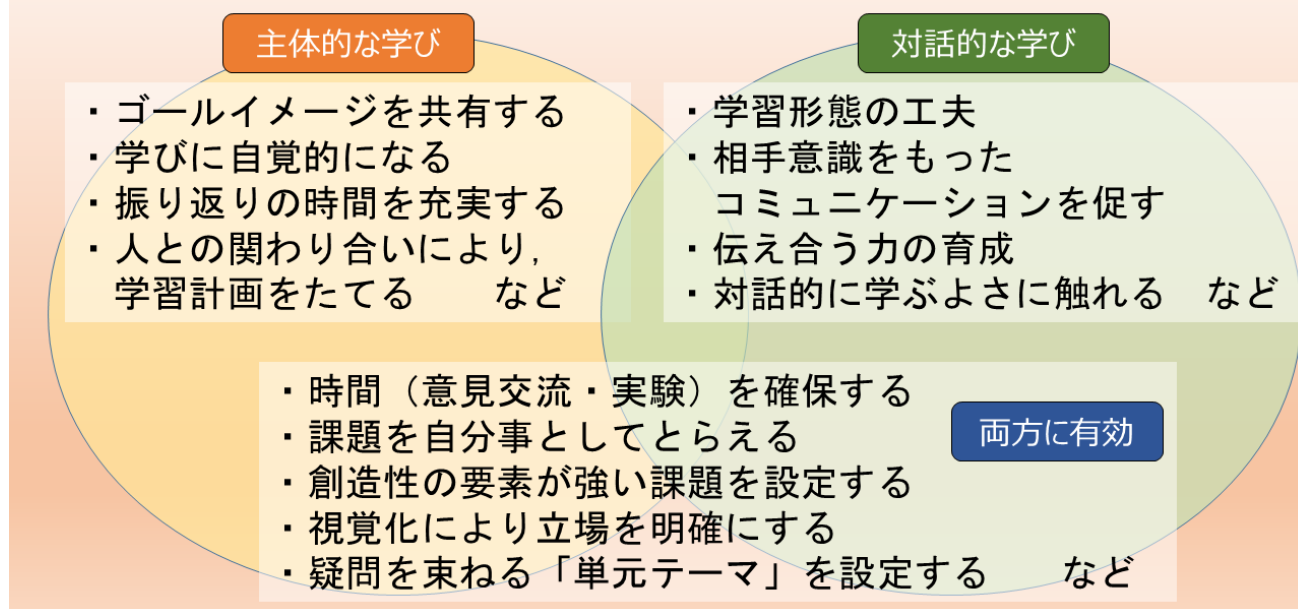 主体的な学び
・ゴールイメージを共有する
・学びに自覚的になる
・振り返りの時間を充実する
・人との関わり合いにより,
学習計画をたてる　　など
対話的な学び
・学習形態の工夫
・相手意識をもった
コミュニケーションを促す
・伝え合う力の育成
・対話的に学ぶよさに触れる　など
・時間（意見交流・実験）を確保する
・課題を自分事としてとらえる
両方に有効
・創造性の要素が強い課題を設定する
・視覚化により立場を明確にする
・疑問を束ねる「単元テーマ」を設定する　　など